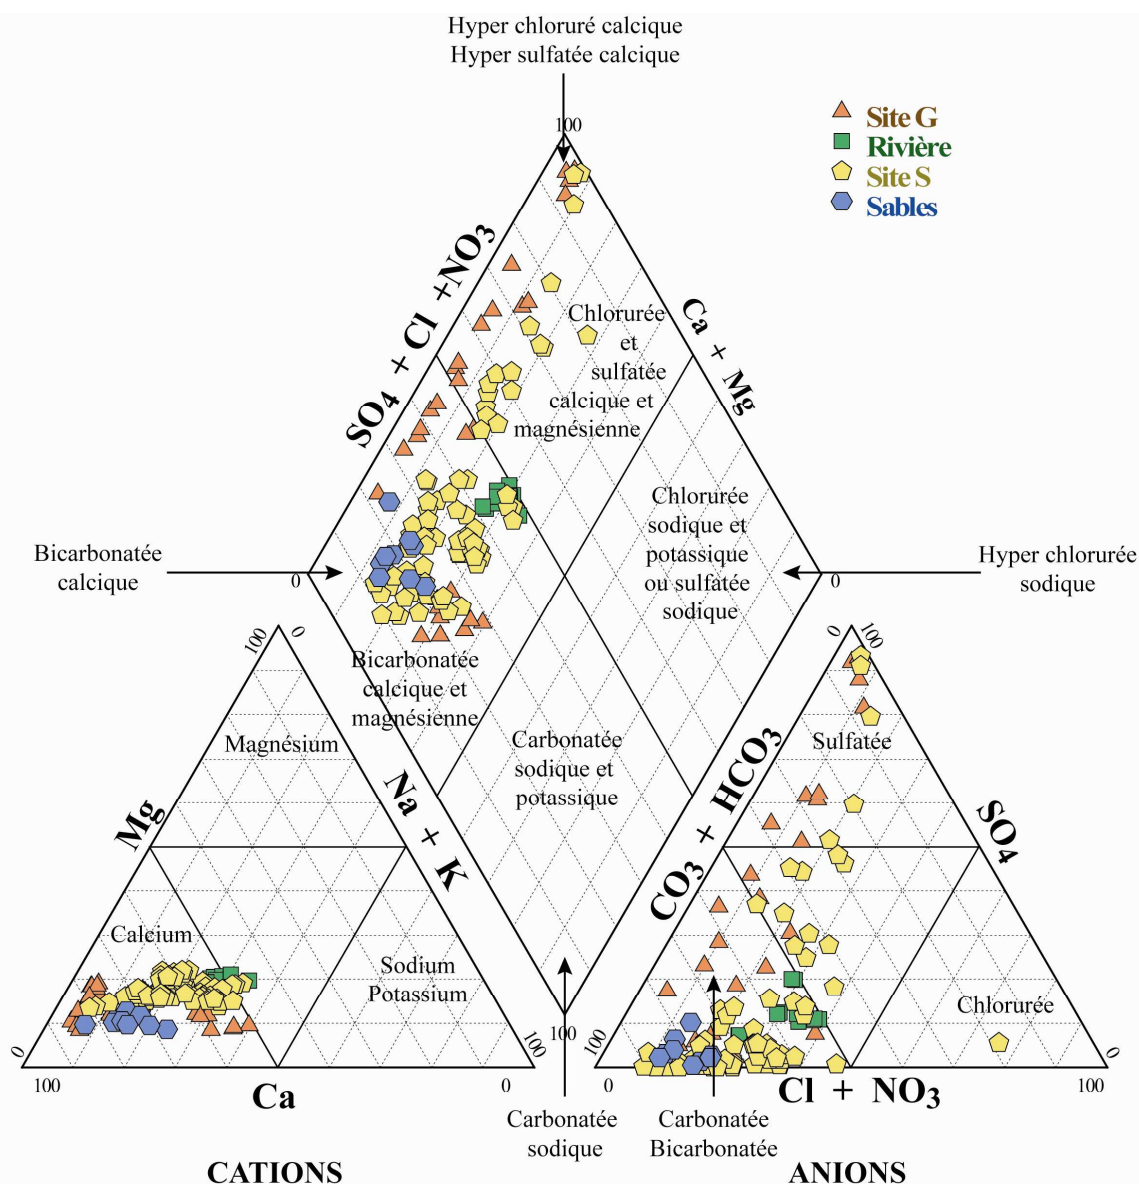 Hyper chloruré calcique
Hyper sulfatée calcique
100
Site G
Rivière
Site S
Sables
SO4 + Cl +NO3
Ca + Mg
Chlorurée
et
sulfatée
calcique et
magnésienne
Chlorurée
sodique et
potassique
ou sulfatée
sodique
Bicarbonatée
calcique
0
0
Hyper chlorurée
sodique
100
0
0
100
Bicarbonatée
calcique et
magnésienne
Carbonatée
sodique et
potassique
Magnésium
Sulfatée
Mg
Na + K
CO3 + HCO3
SO4
Calcium
Sodium
Potassium
Chlorurée
0
100
100
100
0
100
0
0
100
Ca
Cl + NO3
Carbonatée
sodique
Carbonatée
Bicarbonatée
CATIONS
ANIONS